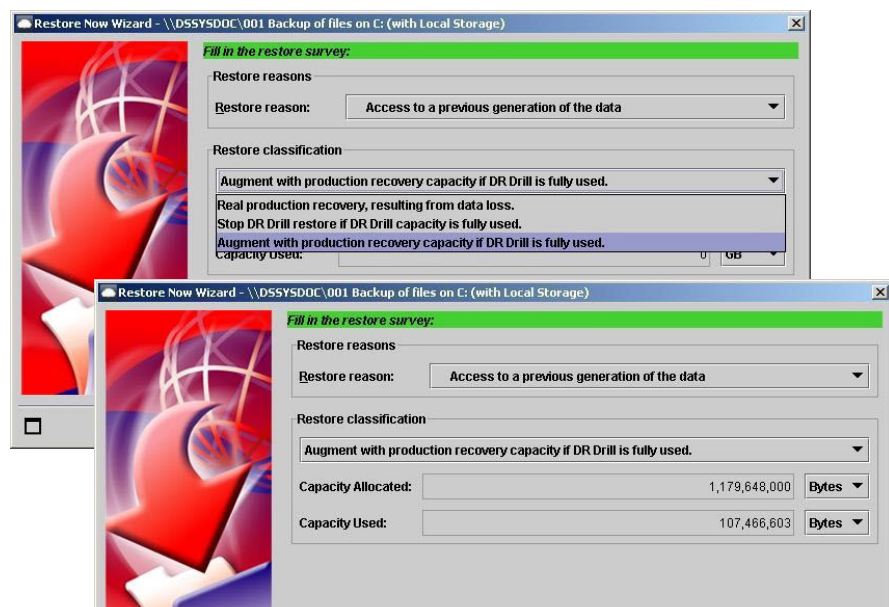 Restore Now Wizard - \\DSSYSDOC\001 Backup of files on C: (with Local Storage)
Fill in the restore survey:
Restore reasons
Restore reason: Access to a previous generation of the data
Restore classification
Augment with production recovery capacity if DR Drill is fully used.
Real production recovery, resulting from data loss.
Stop DR Drill restore if DR Drill capacity is fully used.
Augment with production recovery capacity if DR Drill is fully used.
Capacity Used: 0 GB
Restore Now Wizard - \\DSSYSDOC\001 Backup of files on C: (with Local Storage)
Fill in the restore survey:
Restore reasons
Restore reason: Access to a previous generation of the data
Restore classification
Augment with production recovery capacity if DR Drill is fully used.
Capacity Allocated: 1,179,648,000 Bytes
Capacity Used: 107,466,603 Bytes